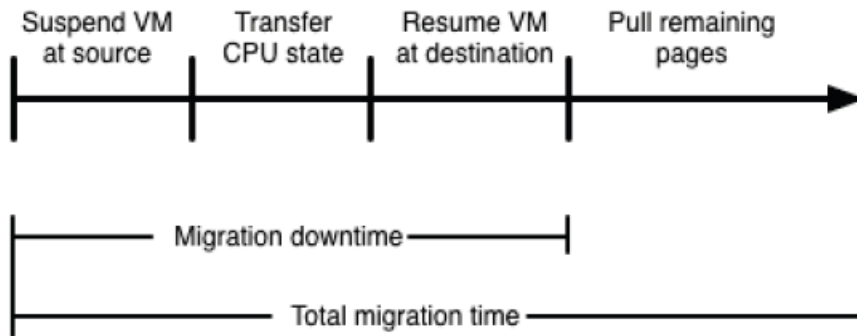 Suspend VM
at source
Transfer
CPU state
Resume VM
at destination
Pull remaining
pages
Migration downtime
Total migration time